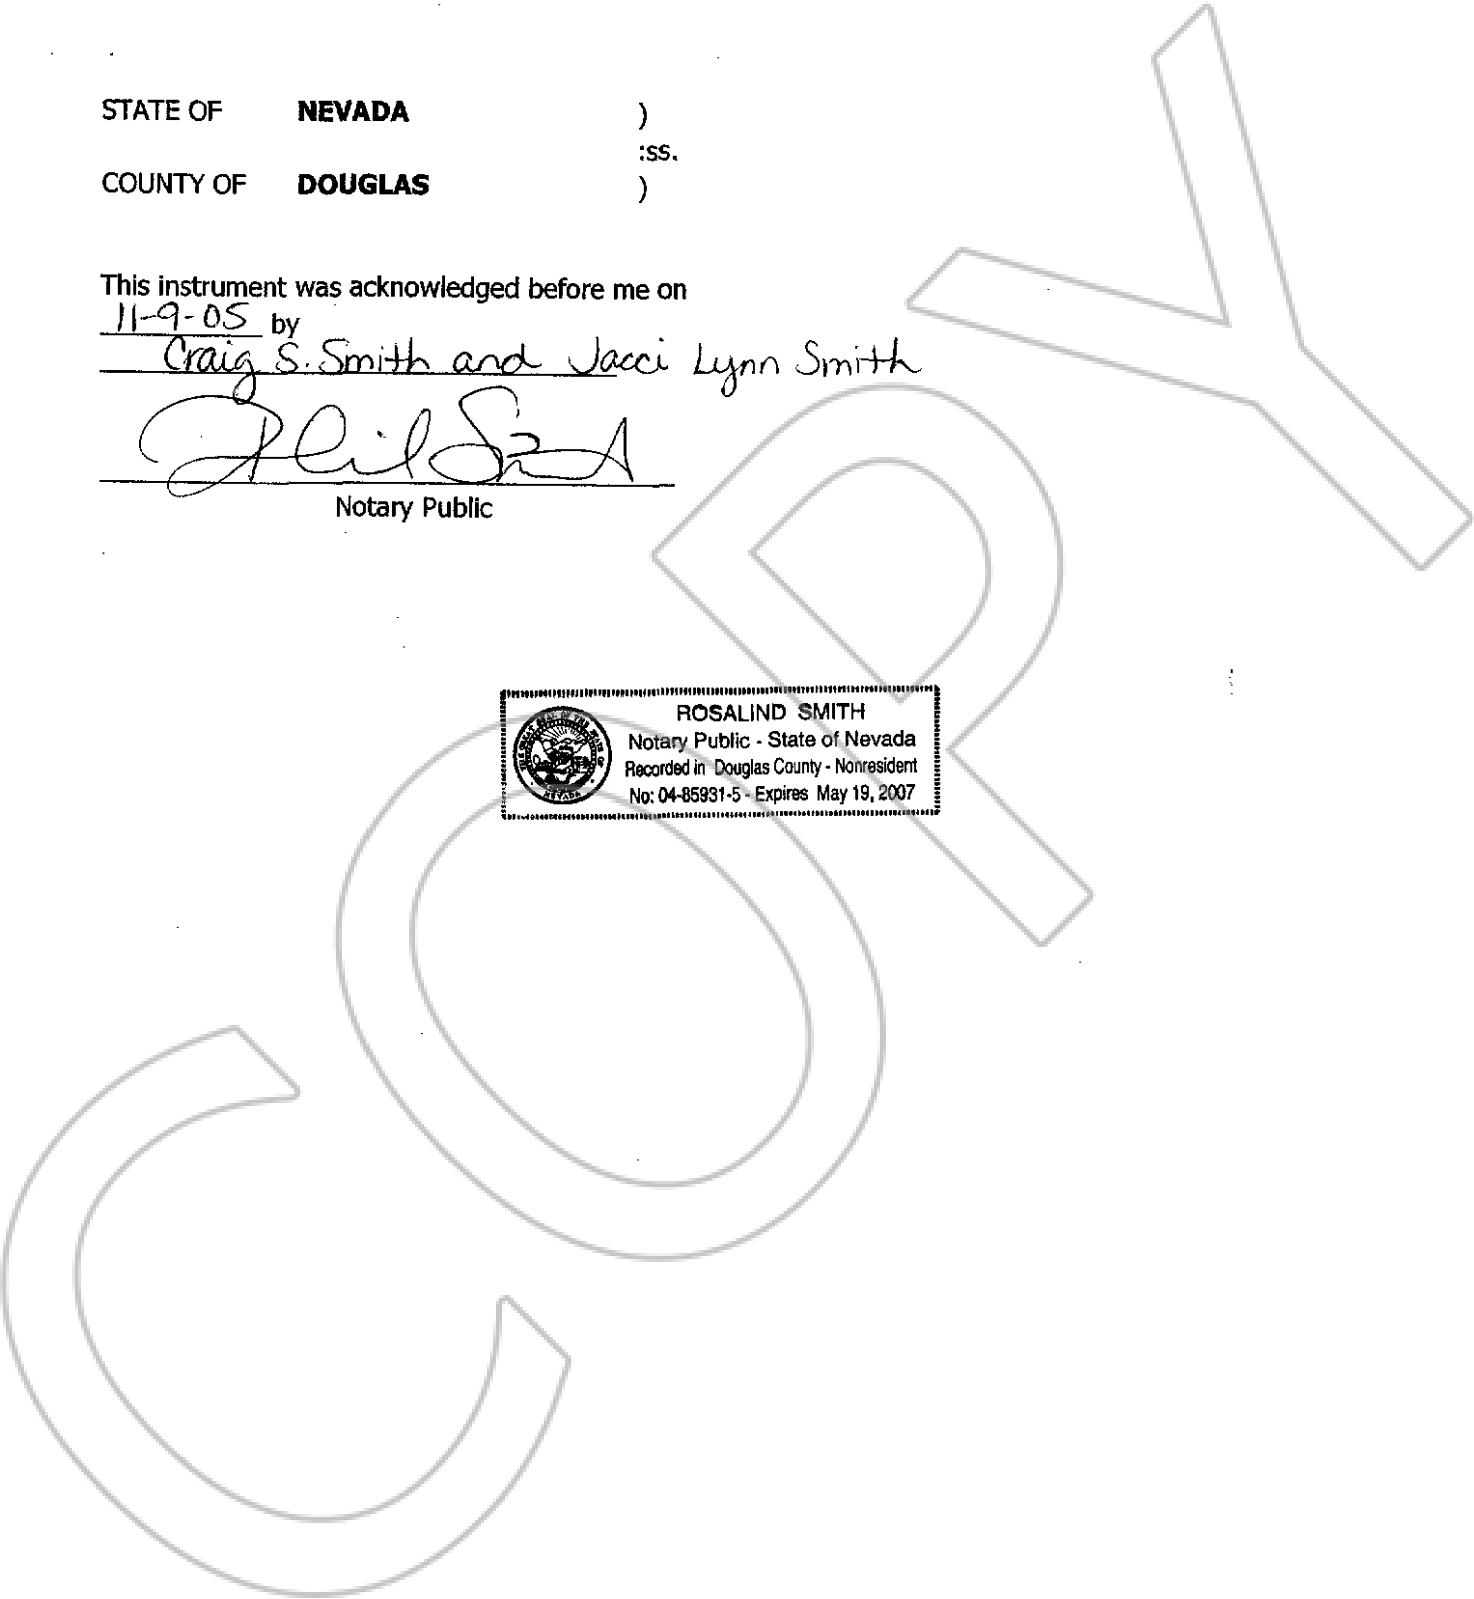 STATE OF NEVADA )
:ss.
COUNTY OF DOUGLAS )
This instrument was acknowledged before me on
11-9-05 by
Craig S. Smith and Jacci Lynn Smith
Notary Public
ROSALIND SMITH
Notary Public - State of Nevada
Recorded in Douglas County - Nonresident
No: 04-85931-5 - Expires May 19, 2007
COPY